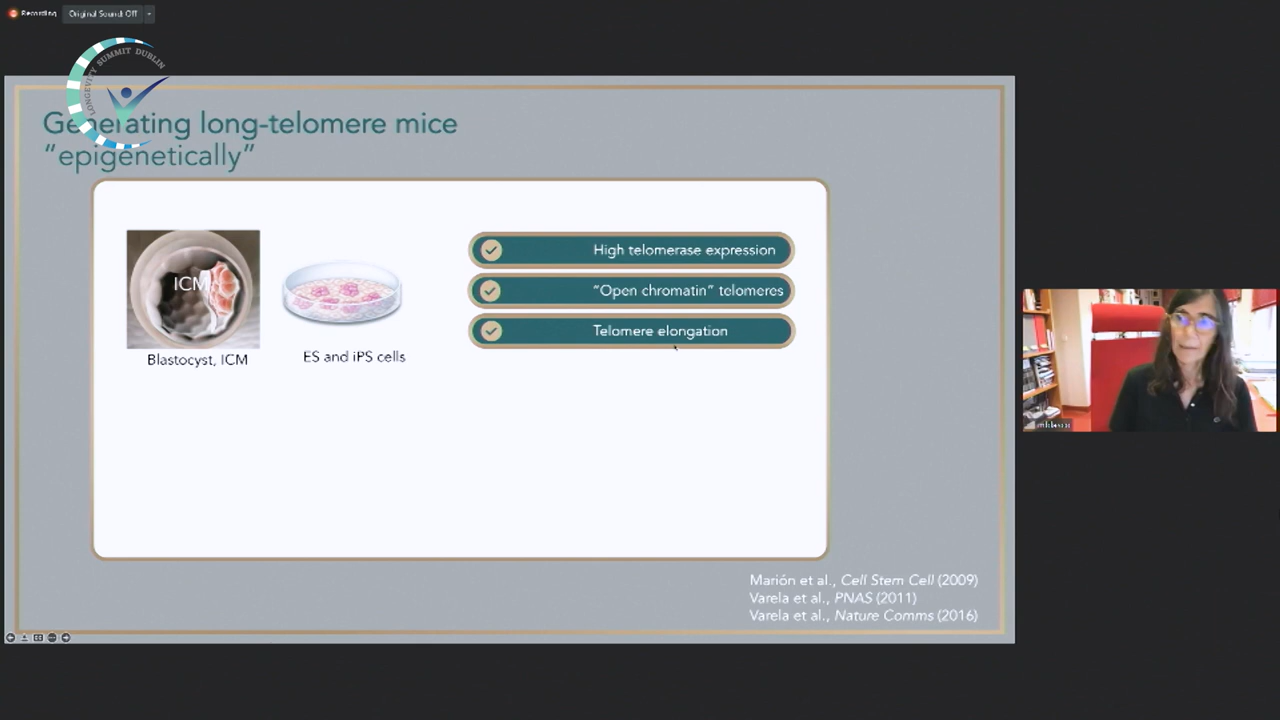 Recording
Original Sound: Off
LONGEVITY SUMMIT DUBLIN
Generating long-telomere mice
“epigenetically”
ICM
Blastocyst, ICM
ES and iPS cells
High telomerase expression
“Open chromatin” telomeres
Telomere elongation
Marión et al., Cell Stem Cell (2009)
Varela et al., PNAS (2011)
Varela et al., Nature Comms (2016)